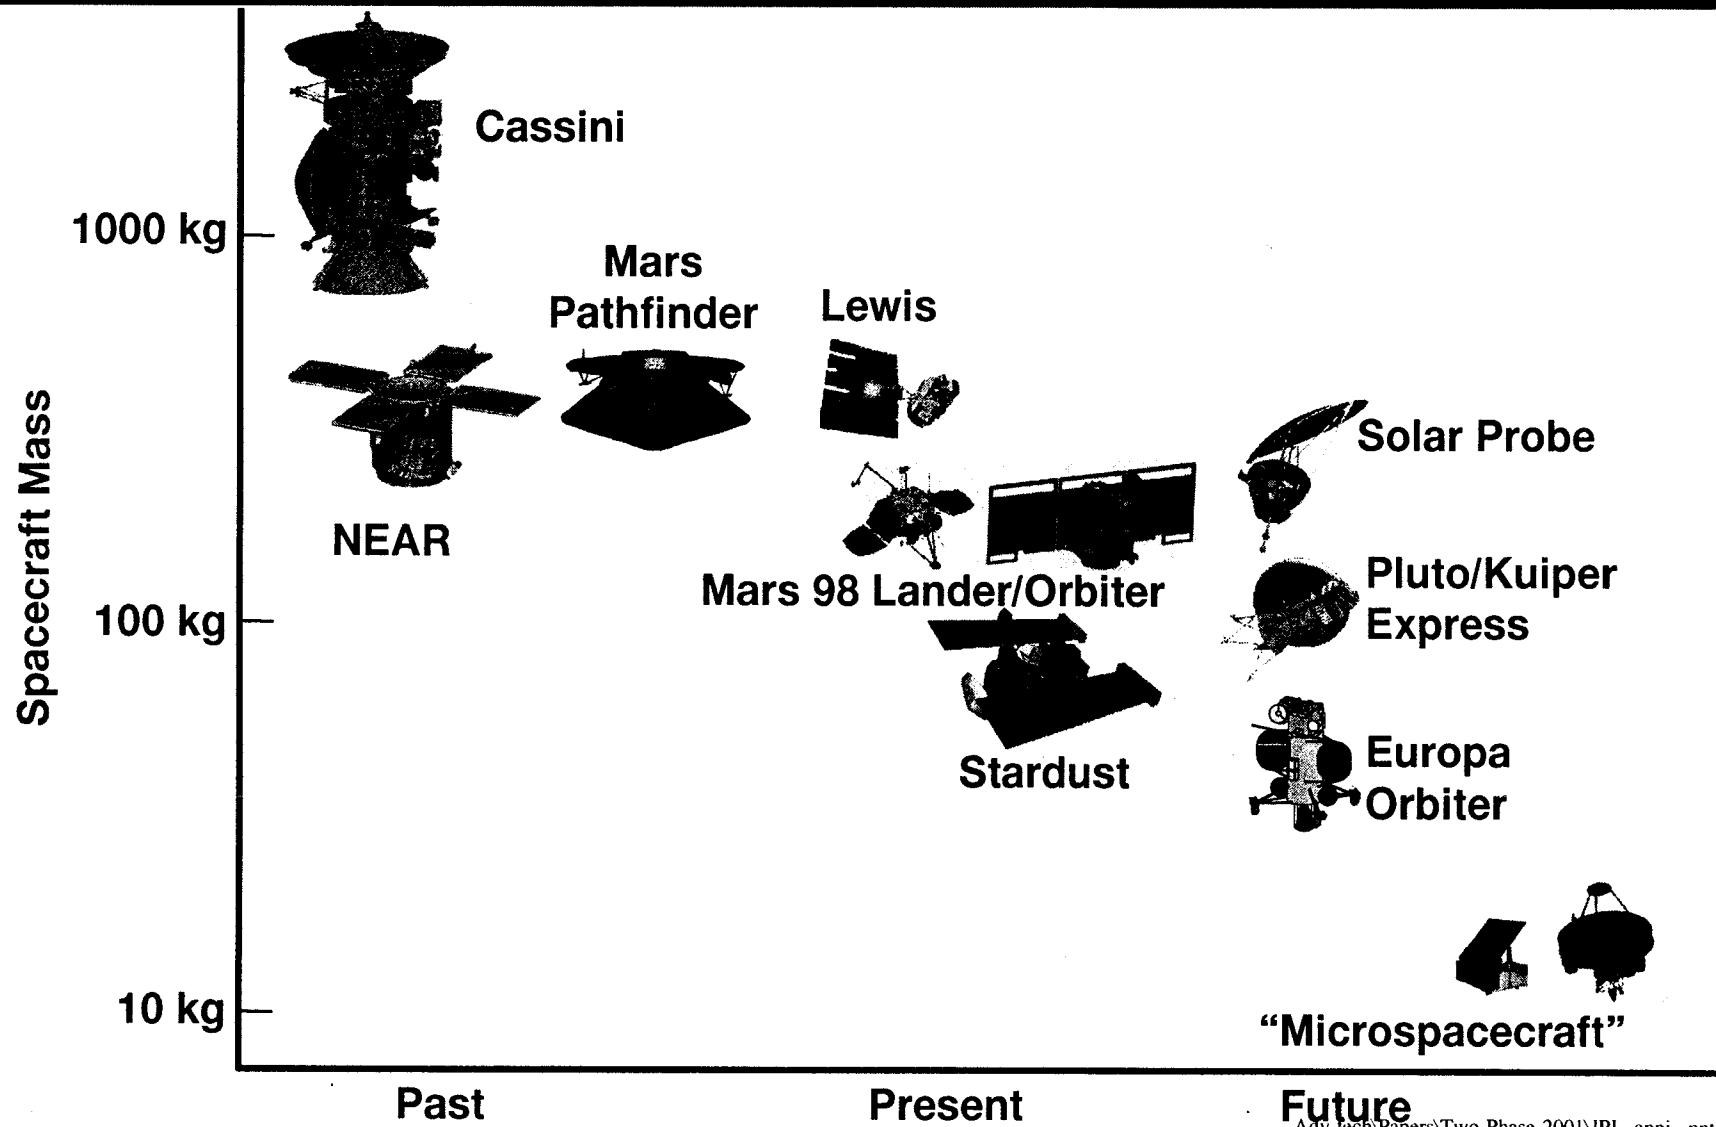 Cassini
1000 kg
Mars
Pathfinder
Lewis
Solar Probe
Spacecraft Mass
NEAR
Mars 98 Lander/Orbiter
Pluto/Kuiper
Express
100 kg
Stardust
Europa
Orbiter
10 kg
“Microspacecraft”
Past
Present
Future